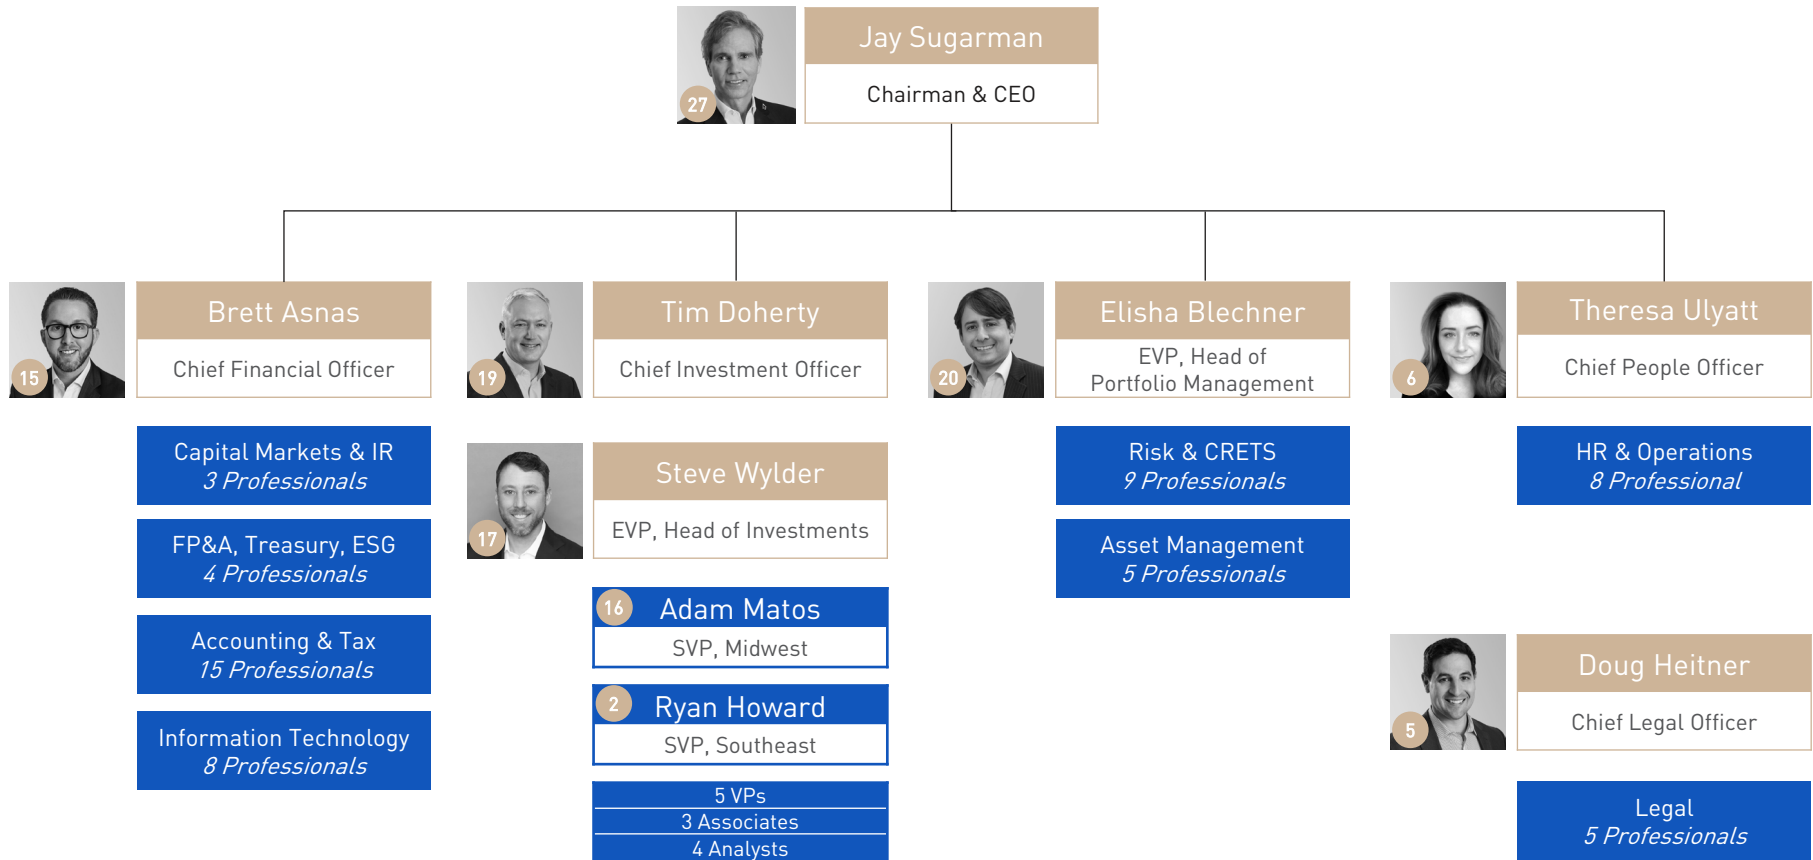 Jay Sugarman
Chairman & CEO
27
Brett Asnas
Chief Financial Officer
15
Capital Markets & IR
3 Professionals
FP&A, Treasury, ESG
4 Professionals
Accounting & Tax
15 Professionals
Information Technology
8 Professionals
Tim Doherty
Chief Investment Officer
19
Steve Wylder
EVP, Head of Investments
17
16
Adam Matos
SVP, Midwest
2
Ryan Howard
SVP, Southeast
5 VPs
3 Associates
4 Analysts
Elisha Blechner
EVP, Head of
Portfolio Management
20
Risk & CRETS
9 Professionals
Asset Management
5 Professionals
Theresa Ulyatt
Chief People Officer
6
HR & Operations
8 Professional
Doug Heitner
Chief Legal Officer
5
Legal
5 Professionals